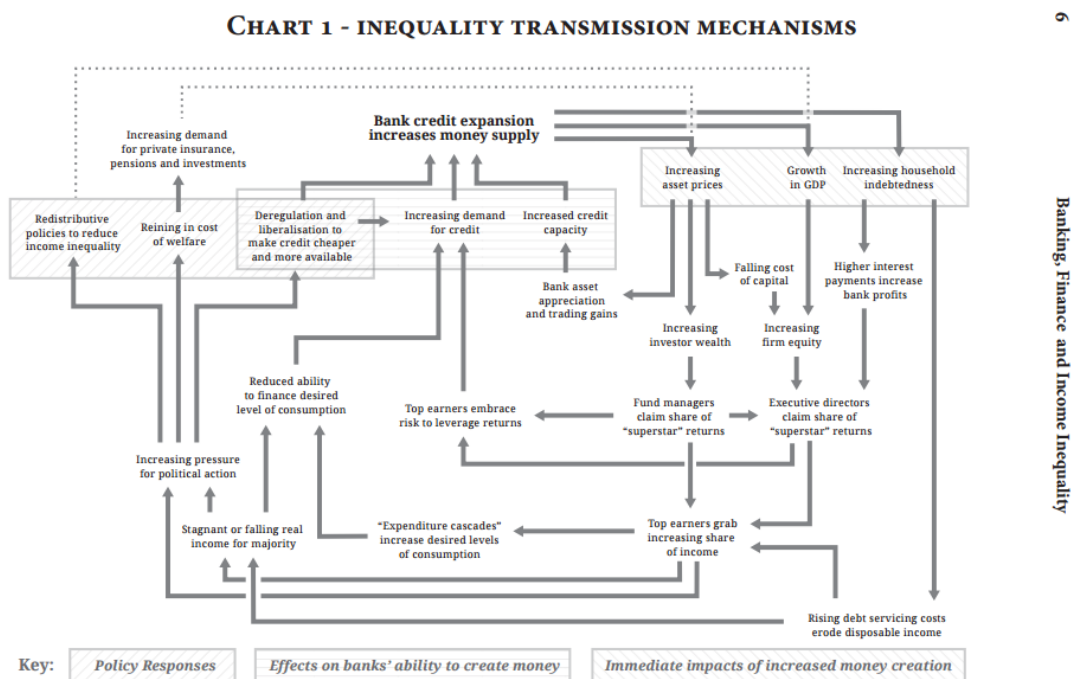 CHART 1 - INEQUALITY TRANSMISSION MECHANISMS
6
Banking, Finance and Income Inequality
Bank credit expansion
increases money supply
Increasing demand
for private insurance,
pensions and investments
Increasing
asset prices
Growth
in GDP
Increasing household
indebtedness
Redistributive
policies to reduce
income inequality
Reining in cost
of welfare
Deregulation and
liberalisation to
make credit cheaper
and more available
Increasing demand
for credit
Increased credit
capacity
Bank asset
appreciation
and trading gains
Falling cost
of capital
Higher interest
payments increase
bank profits
Increasing
investor wealth
Increasing
firm equity
Reduced ability
to finance desired
level of consumption
Top earners embrace
risk to leverage returns
Fund managers
claim share of
“superstar” returns
Executive directors
claim share of
“superstar” returns
Increasing pressure
for political action
Stagnant or falling real
income for majority
“Expenditure cascades”
increase desired levels
of consumption
Top earners grab
increasing share
of income
Rising debt servicing costs
erode disposable income
Key:
Policy Responses
Effects on banks’ ability to create money
Immediate impacts of increased money creation